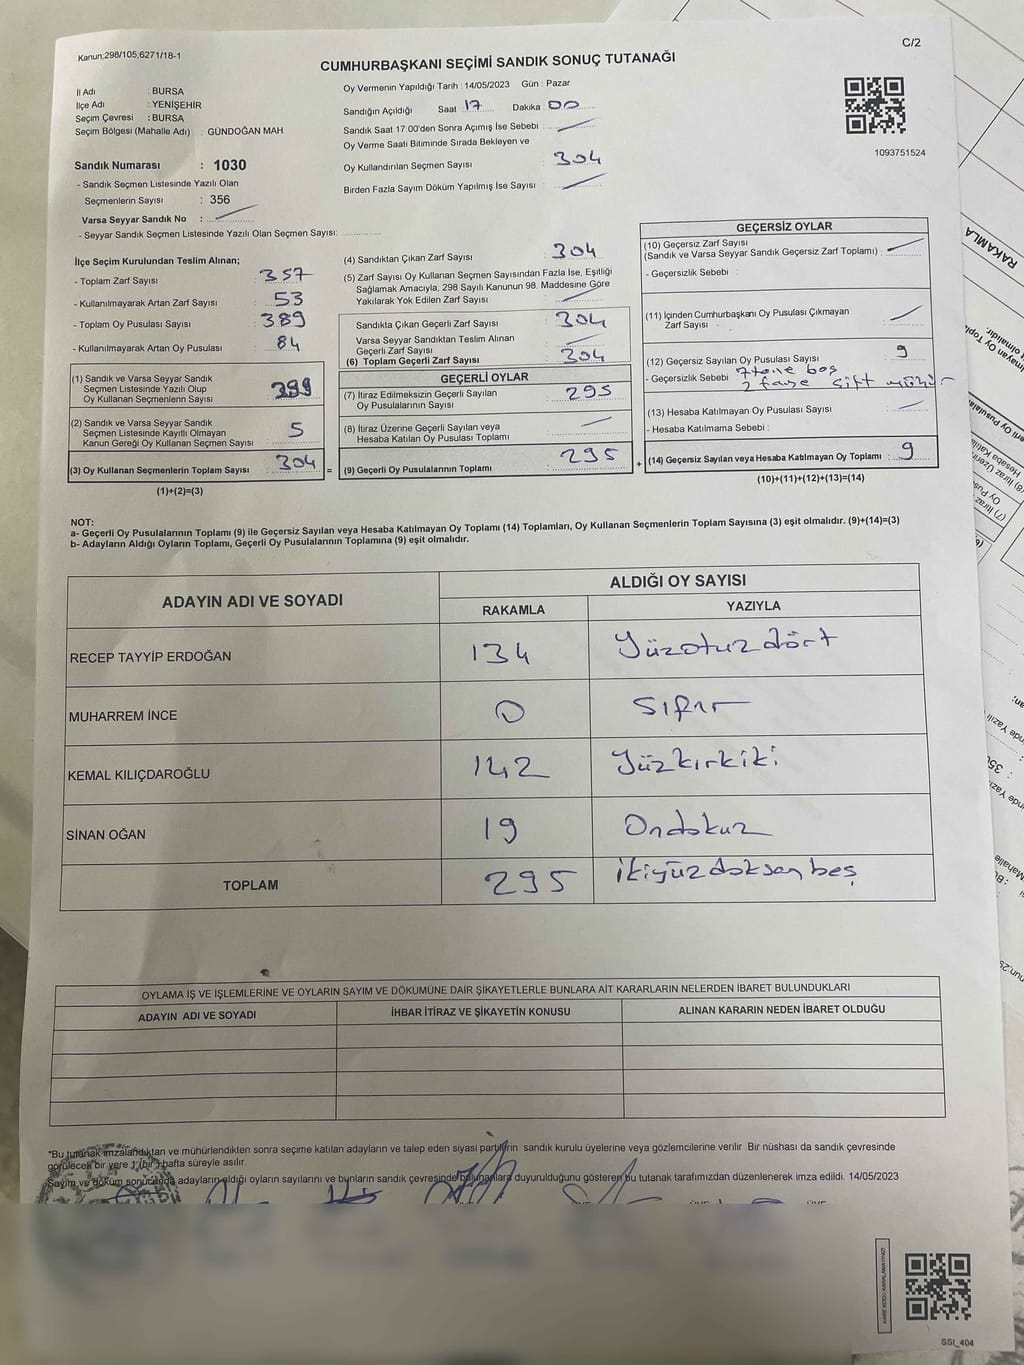 Kanun;298/105;6271/18-1
C/2
CUMHURBAŞKANI SEÇİMİ SANDIK SONUÇ TUTANAĞI
İl Adı : BURSA
İlçe Adı : YENİŞEHİR
Seçim Çevresi : BURSA
Seçim Bölgesi (Mahalle Adı) : GÜNDOĞAN MAH.
Oy Vermenin Yapıldığı Tarih : 14/05/2023 Gün : Pazar
Sandığın Açıldığı Saat 17 Dakika : 00
Sandık Saat 17:00'den Sonra Açımış İse Sebebi :
Oy Verme Saati Bitiminde Sırada Bekleyen ve
Oy Kullandırılan Seçmen Sayısı : 304
Birden Fazla Sayım Döküm Yapılmış İse Sayısı :
1093751524
Sandık Numarası : 1030
- Sandık Seçmen Listesinde Yazılı Olan
Seçmenlerin Sayısı : 356
Varsa Seyyar Sandık No :
- Seyyar Sandık Seçmen Listesinde Yazılı Olan Seçmen Sayısı:
İlçe Seçim Kurulundan Teslim Alınan;
- Toplam Zarf Sayısı : 357
- Kullanılmayarak Artan Zarf Sayısı : 53
- Toplam Oy Pusulası Sayısı : 389
- Kullanılmayarak Artan Oy Pusulası : 84
(1) Sandık ve Varsa Seyyar Sandık
Seçmen Listesinde Yazılı Olup
Oy Kullanan Seçmenlerin Sayısı :
(2) Sandık ve Varsa Seyyar Sandık
Seçmen Listesinde Kayıtlı Olmayan
Kanun Gereği Oy Kullanan Seçmen Sayısı : 5
(3) Oy Kullanan Seçmenlerin Toplam Sayısı : 304 =
(1)+(2)=(3)
(4) Sandıktan Çıkan Zarf Sayısı : 304
(5) Zarf Sayısı Oy Kullanan Seçmen Sayısından Fazla İse, Eşitliği
Sağlamak Amacıyla, 298 Sayılı Kanunun 98. Maddesine Göre
Yakılarak Yok Edilen Zarf Sayısı :
Sandıkta Çıkan Geçerli Zarf Sayısı : 304
Varsa Seyyar Sandıktan Teslim Alınan
Geçerli Zarf Sayısı :
(6) Toplam Geçerli Zarf Sayısı : 304
GEÇERLİ OYLAR
(7) İtiraz Edilmeksizin Geçerli Sayılan
Oy Pusulalarının Sayısı : 295
(8) İtiraz Üzerine Geçerli Sayılan veya
Hesaba Katılan Oy Pusulası Toplamı :
(9) Geçerli Oy Pusulalarının Toplamı : 295 +
GEÇERSİZ OYLAR
(10) Geçersiz Zarf Sayısı
(Sandık ve Varsa Seyyar Sandık Geçersiz Zarf Toplamı) :
- Geçersizlik Sebebi :
(11) İçinden Cumhurbaşkanı Oy Pusulası Çıkmayan
Zarf Sayısı :
(12) Geçersiz Sayılan Oy Pusulası Sayısı : 9
- Geçersizlik Sebebi : 7 tane boş
2 tane çift mühür
(13) Hesaba Katılmayan Oy Pusulası Sayısı :
- Hesaba Katılmama Sebebi :
(14) Geçersiz Sayılan veya Hesaba Katılmayan Oy Toplamı : 9
(10)+(11)+(12)+(13)=(14)
NOT:
a- Geçerli Oy Pusulalarının Toplamı (9) ile Geçersiz Sayılan veya Hesaba Katılmayan Oy Toplamı (14) Toplamları, Oy Kullanan Seçmenlerin Toplam Sayısına (3) eşit olmalıdır. (9)+(14)=(3)
b- Adayların Aldığı Oyların Toplamı, Geçerli Oy Pusulalarının Toplamına (9) eşit olmalıdır.
ADAYIN ADI VE SOYADI ALDIĞI OY SAYISI
RAKAMLA YAZIYLA
RECEP TAYYİP ERDOĞAN 134 Yüzotuzdört
MUHARREM İNCE 0 Sıfır
KEMAL KILIÇDAROĞLU 142 Yüzkırkiki
SİNAN OĞAN 19 Ondokuz
TOPLAM 295 ikiyüzdoksanbeş
OYLAMA İŞ VE İŞLEMLERİNE VE OYLARIN SAYIM VE DÖKÜMÜNE DAİR ŞİKAYETLERLE BUNLARA AİT KARARLARIN NELERDEN İBARET BULUNDUKLARI
ADAYIN ADI VE SOYADI İHBAR İTİRAZ VE ŞİKAYETİN KONUSU ALINAN KARARIN NEDEN İBARET OLDUĞU
*Bu tutanak imzalandıktan ve mühürlendikten sonra seçime katılan adayların ve talep eden siyasi partilerin sandık kurulu üyelerine veya gözlemcilerine verilir. Bir nüshası da sandık çevresinde
görülecek bir yere 1 (bir) hafta süreyle asılır.
Sayım ve döküm sonucunda adayların aldığı oyların sayılarını ve bunların sandık çevresinde bulunanlara duyurulduğunu gösteren bu tutanak tarafımızdan düzenlenerek imza edildi. 14/05/2023
SSI_404
RAKAMLA